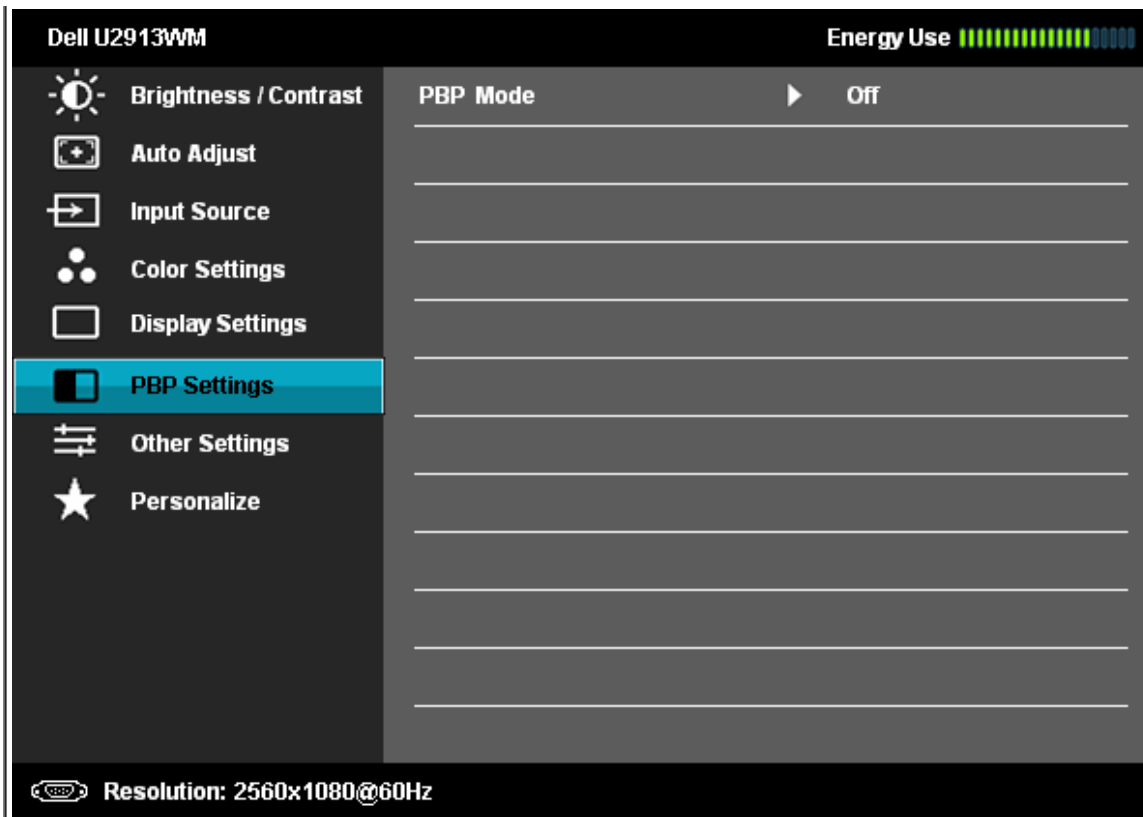 Dell U2913WM
Energy Use
Brightness / Contrast
PBP Mode
Off
Auto Adjust
Input Source
Color Settings
Display Settings
PBP Settings
Other Settings
Personalize
Resolution: 2560x1080@60Hz